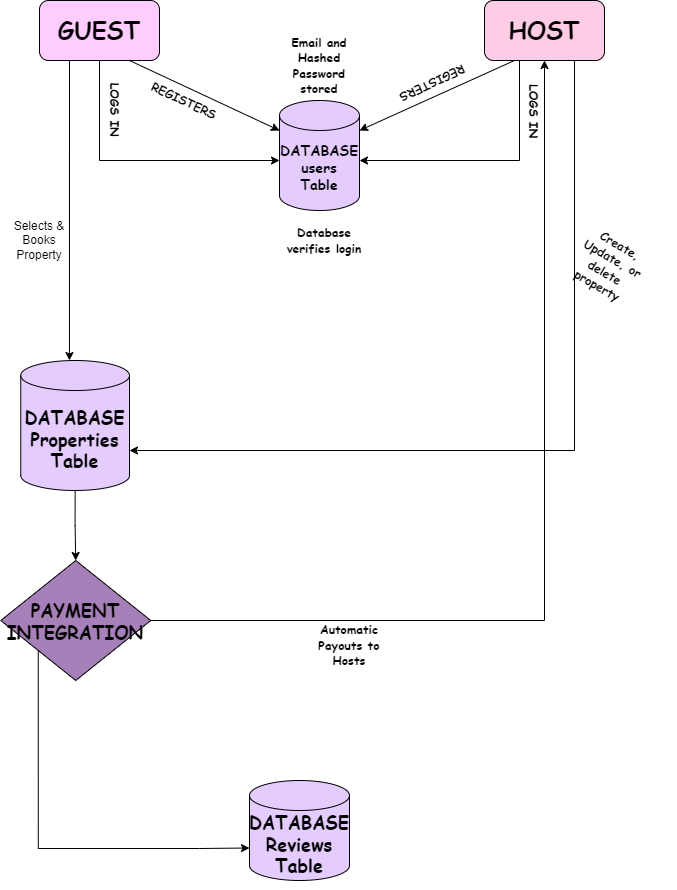 GUEST
HOST
Email and
Hashed
Password
stored
LOGS IN
REGISTERS
REGISTERS
LOGS IN
DATABASE
users
Table
Selects &
Books
Property
Database
verifies login
Create,
Update, or
delete
property
DATABASE
Properties
Table
PAYMENT
INTEGRATION
Automatic
Payouts to
Hosts
DATABASE
Reviews
Table